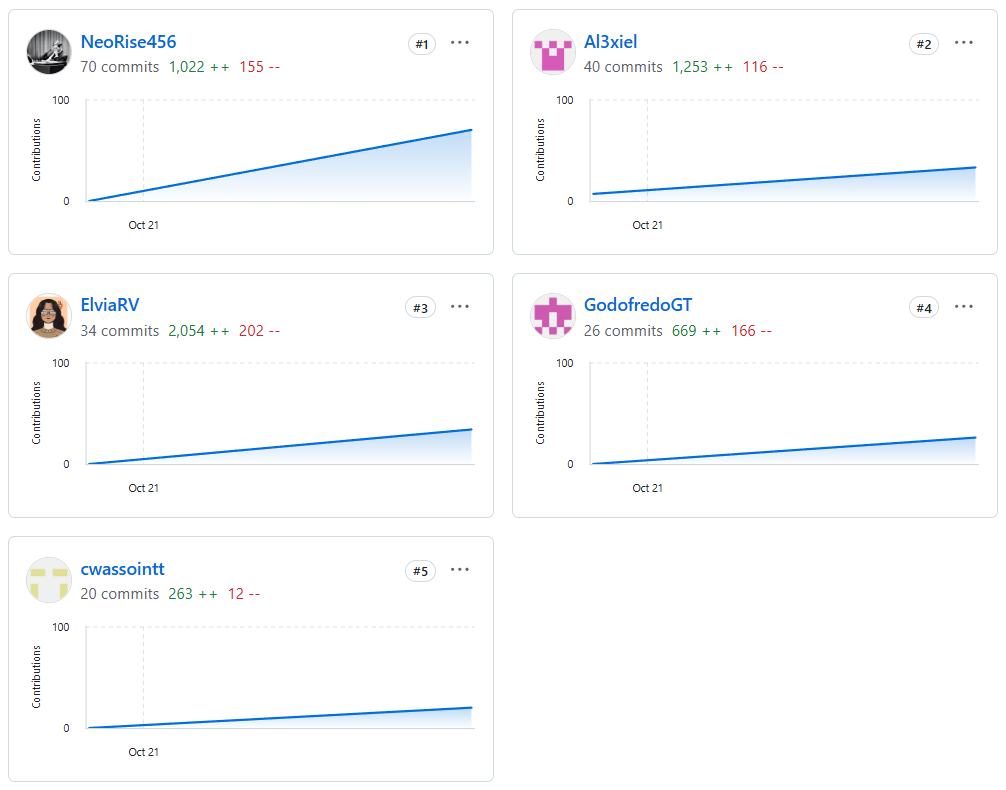 NeoRise456
#1
70 commits 1,022 ++ 155 --
100
Contributions
0
Oct 21
Al3xiel
#2
40 commits 1,253 ++ 116 --
100
Contributions
0
Oct 21
ElviaRV
#3
34 commits 2,054 ++ 202 --
100
Contributions
0
Oct 21
GodofredoGT
#4
26 commits 669 ++ 166 --
100
Contributions
0
Oct 21
cwassointt
#5
20 commits 263 ++ 12 --
100
Contributions
0
Oct 21